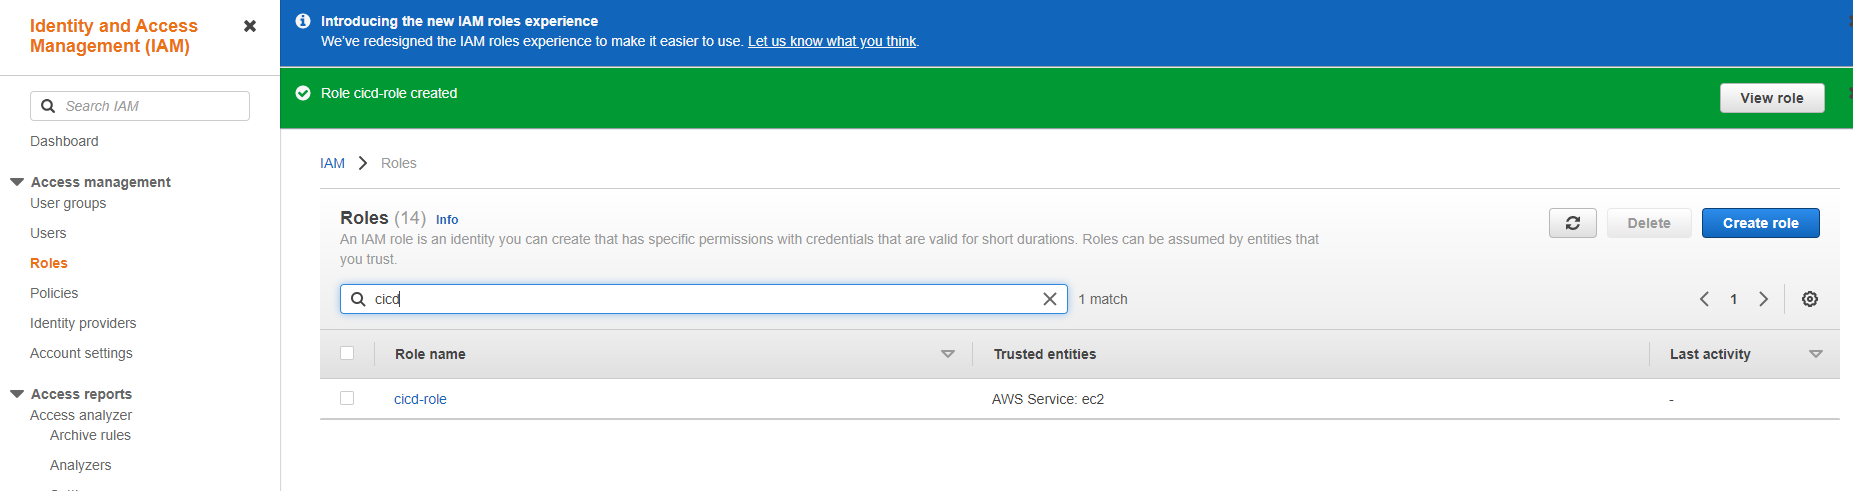 Identity and Access
Management (IAM)
Search IAM
Dashboard
Access management
User groups
Users
Roles
Policies
Identity providers
Account settings
Access reports
Access analyzer
Archive rules
Analyzers
Introducing the new IAM roles experience
We've redesigned the IAM roles experience to make it easier to use. Let us know what you think.
Role cicd-role created
View role
IAM > Roles
Roles (14) Info
An IAM role is an identity you can create that has specific permissions with credentials that are valid for short durations. Roles can be assumed by entities that
you trust.
Delete
Create role
cicd
1 match
1
Role name Trusted entities Last activity
cicd-role AWS Service: ec2 -